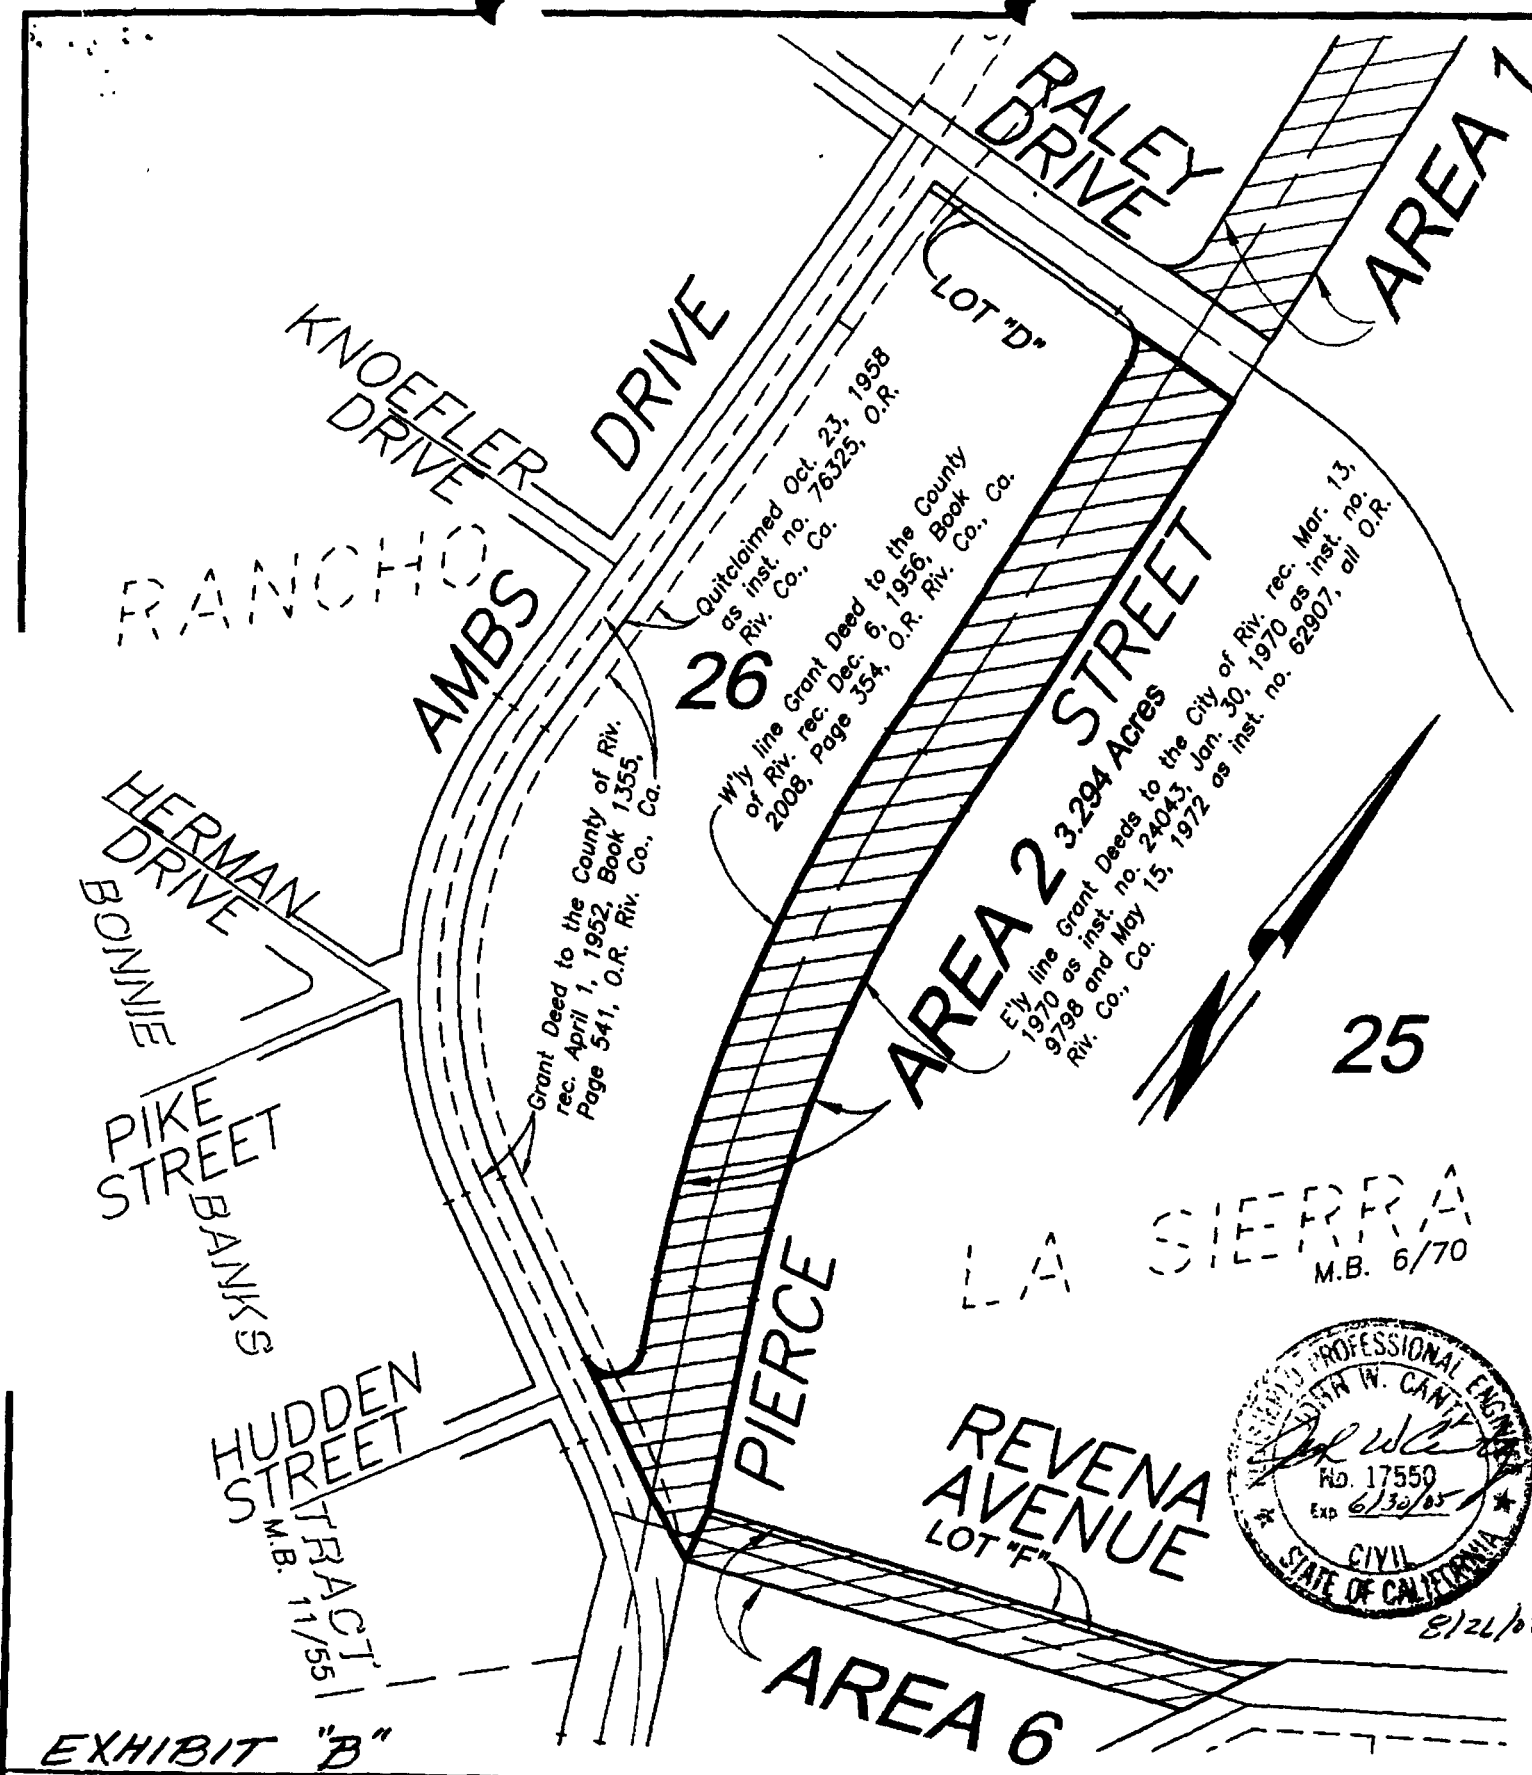 RALEY
DRIVE
AREA 1
LOT "D"
KNOEFLER
DRIVE
AMBS DRIVE
Quitclaimed Oct. 23, 1958
as inst. no. 76325, O.R.
Riv. Co., Ca.
RANCHO
26
W'ly line Grant Deed to the County
of Riv. rec. Dec. 6, 1956, Book
2008, Page 354, O.R. Riv. Co., Ca.
STREET
AREA 2 3.294 Acres
E'ly line Grant Deeds to the City of Riv. rec. Mar. 13,
1970 as inst. no. 24043, Jan. 30, 1970 as inst. no.
9798 and May 15, 1972 as inst. no. 62907, all O.R.
Riv. Co., Ca.
HERMAN
DRIVE
Grant Deed to the County of Riv.
rec. April 1, 1952, Book 1355,
Page 541, O.R. Riv. Co., Ca.
BONNIE
25
PIKE
STREET
BANKS
LA SIERRA
M.B. 6/70
PIERCE
HUDDEN
STREET
TRACT
M.B. 11/55
REVENA
AVENUE
LOT "F"
PROFESSIONAL
JOHN W. CANTY
No. 17550
Exp 6/30/05
CIVIL
STATE OF CALIFORNIA
AREA 6
EXHIBIT "B"